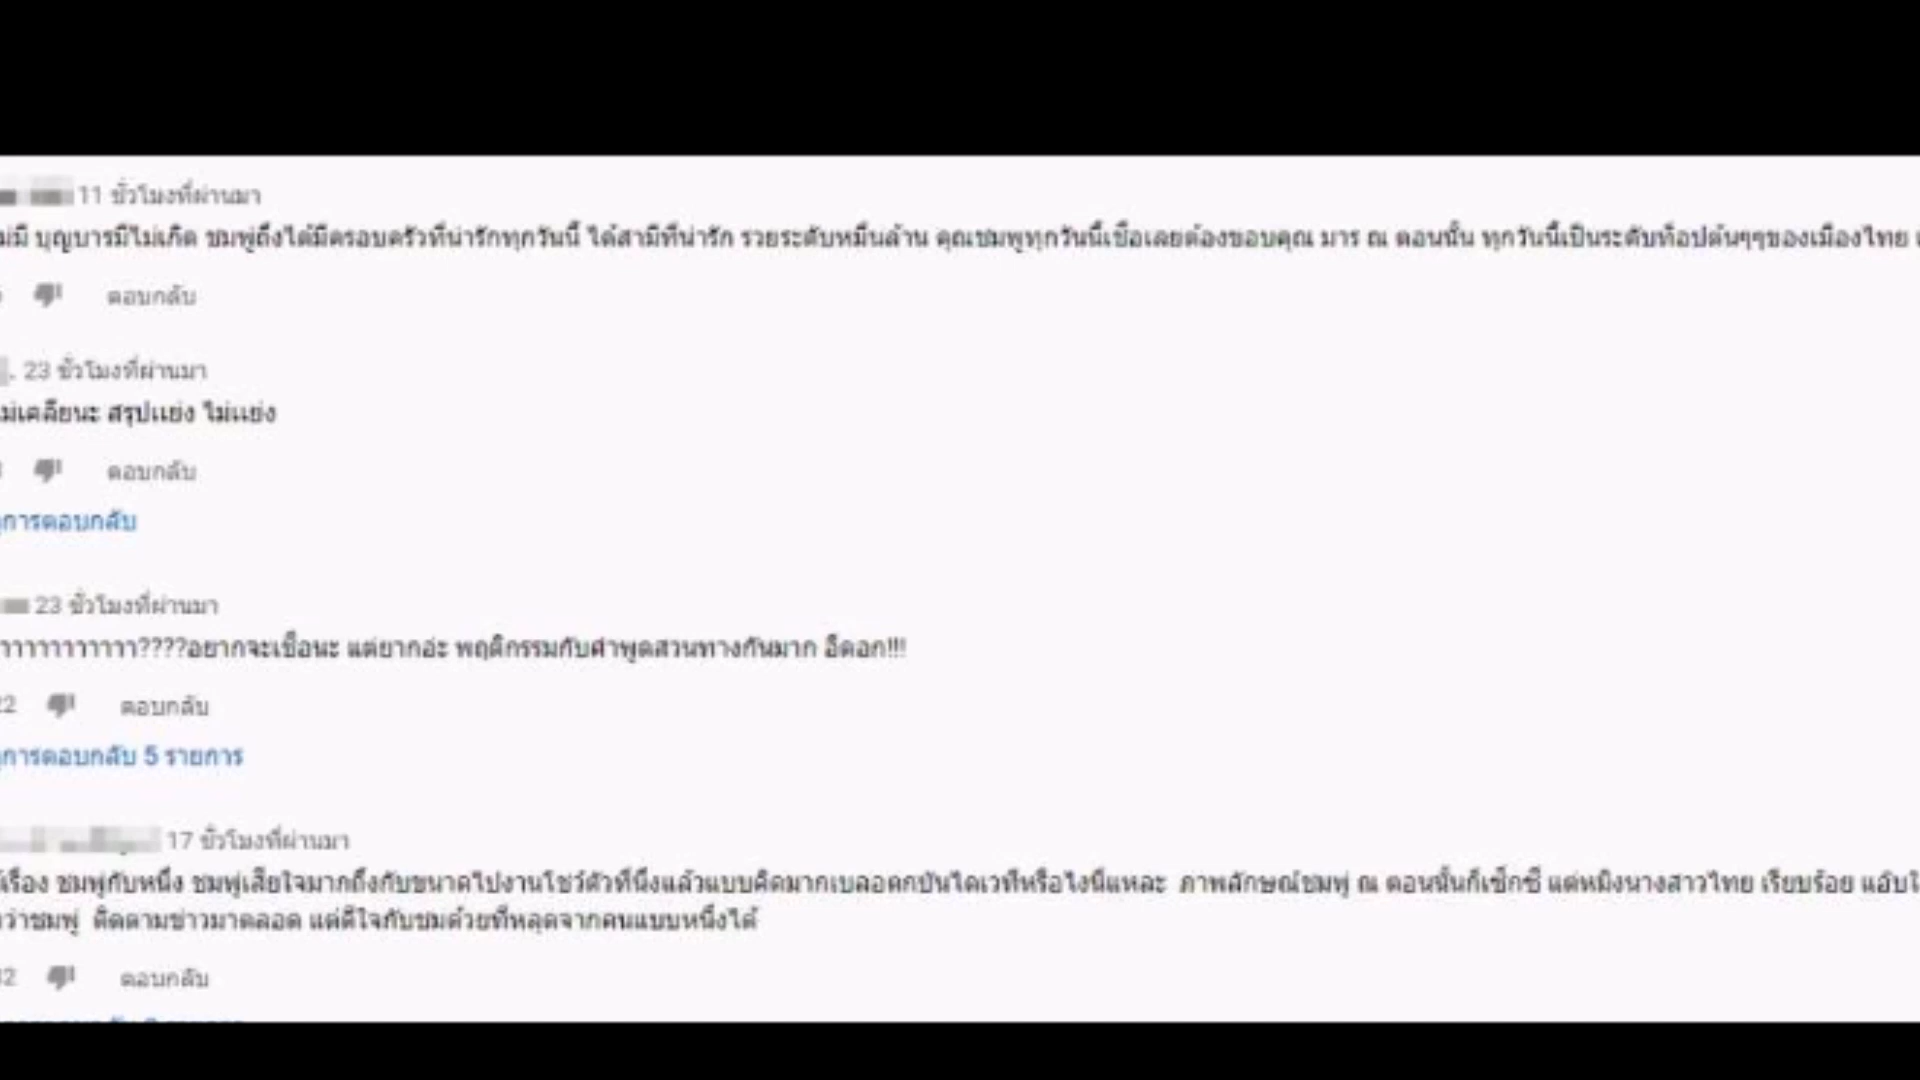 11 ชั่วโมงที่ผ่านมา
บุญบารมีไม่เกิด ชมพู่ถึงได้มีครอบครัวที่น่ารักทุกวันนี้ ได้สามีที่น่ารัก รวยระดับหมื่นล้าน คุณชมพูทุกวันนี้เชื่อเลยต้องขอบคุณ มาร ณ ตอนนั้น ทุกวันนี้เป็นระดับท็อปต้นๆๆของเมืองไทย
ตอบกลับ
23 ชั่วโมงที่ผ่านมา
ม่เคลียนะ สรุปแย่ง ไม่แย่ง
ตอบกลับ
การตอบกลับ
23 ชั่วโมงที่ผ่านมา
าาาาาาาาาาาา????อยากจะเชื่อนะ แต่ยากอ่ะ พฤติกรรมกับคำพูดสวนทางกันมาก อีดอก!!!
22 ตอบกลับ
การตอบกลับ 5 รายการ
17 ชั่วโมงที่ผ่านมา
เรื่อง ชมพู่กับหนึ่ง ชมพู่เสียใจมากถึงกับขนาดไปงานโชว์ตัวที่นึงแล้วแบบคิดมากเบลอตกบันไดเวทีหรือไงนี่แหละ ภาพลักษณ์ชมพู่ ณ ตอนนั้นก็เซ็กซี่ แต่หมิงนางสาวไทย เรียบร้อย
ว่าชมพู่ ติดตามข่าวมาตลอด แต่ดีใจกับชมด้วยที่หลุดจากคนแบบหนึ่งได้
ตอบกลับ